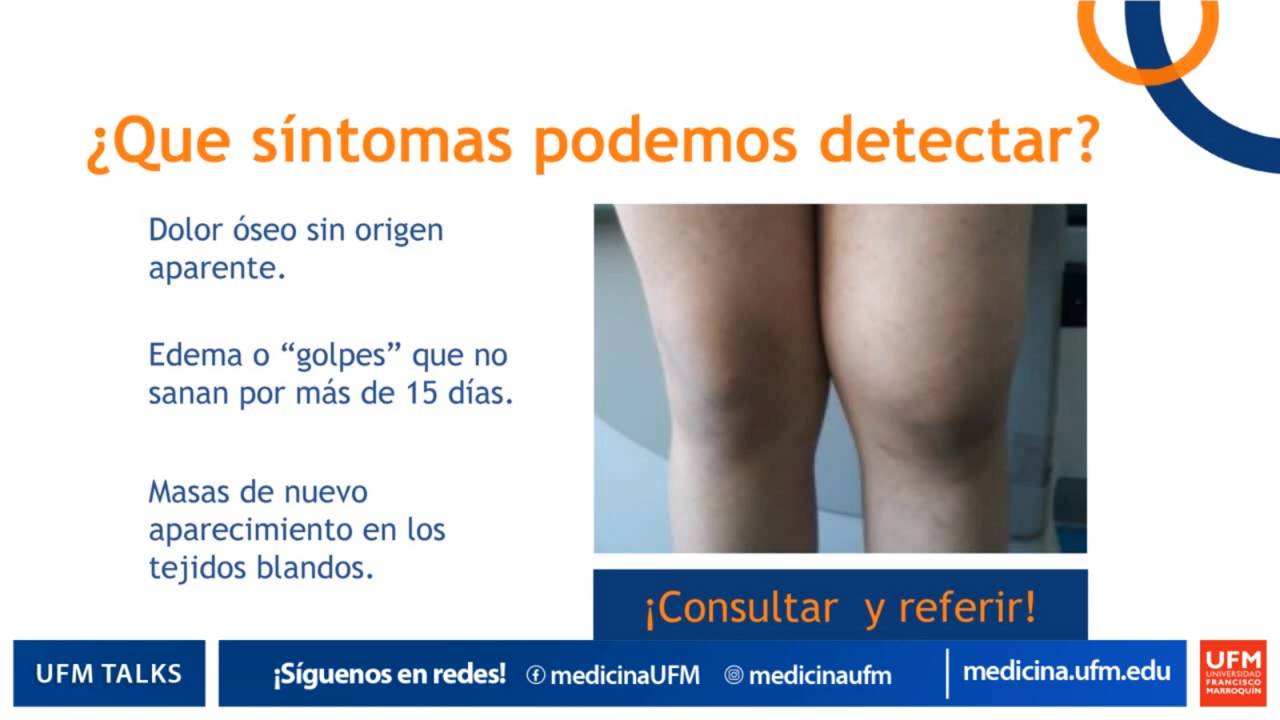 ¿Que síntomas podemos detectar?
Dolor óseo sin origen
aparente.
Edema o “golpes” que no
sanan por más de 15 días.
Masas de nuevo
aparecimiento en los
tejidos blandos.
¡Consultar y referir!
UFM TALKS
¡Síguenos en redes! medicinaUFM medicinaufm
medicina.ufm.edu
UFM
UNIVERSIDAD
FRANCISCO
MARROQUÍN